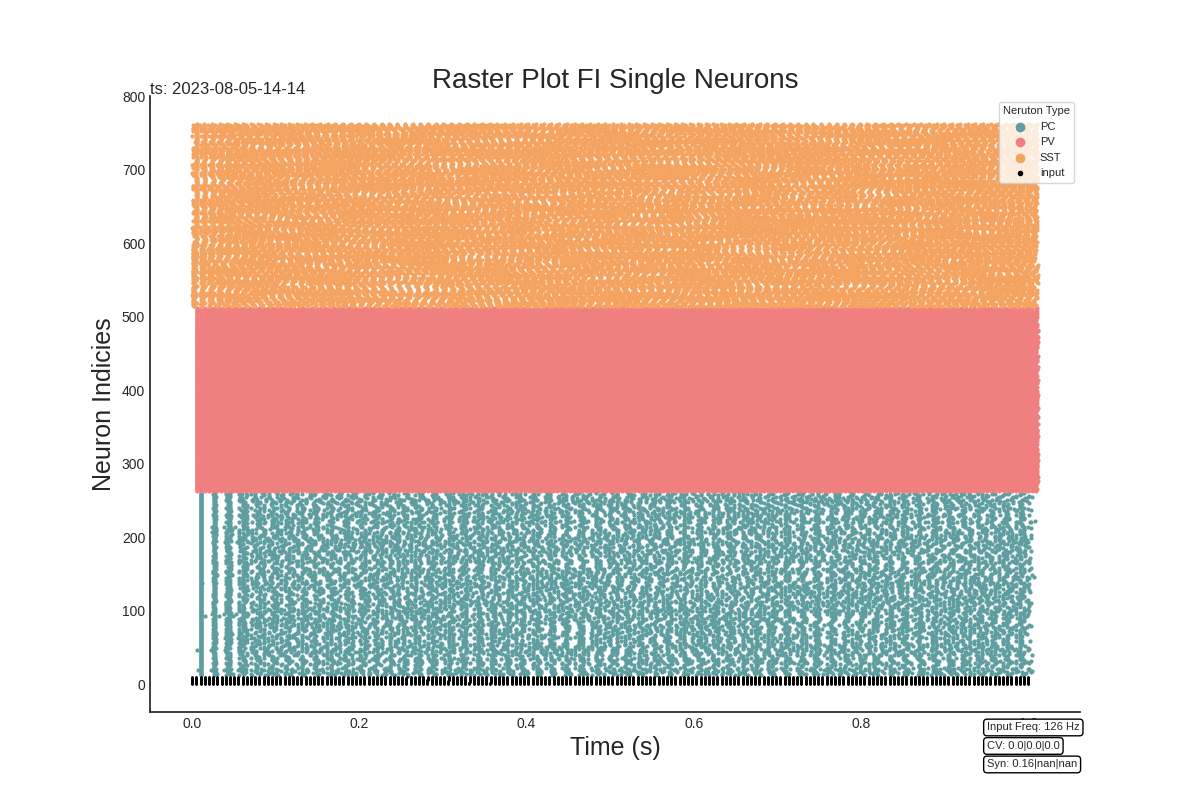 Raster Plot FI Single Neurons
ts: 2023-08-05-14-14
Neruton Type
PC
PV
SST
input
800
700
600
500
400
300
200
100
0
Neuron Indicies
0.0 0.2 0.4 0.6 0.8
Time (s)
Input Freq: 126 Hz
CV: 0.0|0.0|0.0
Syn: 0.16|nan|nan